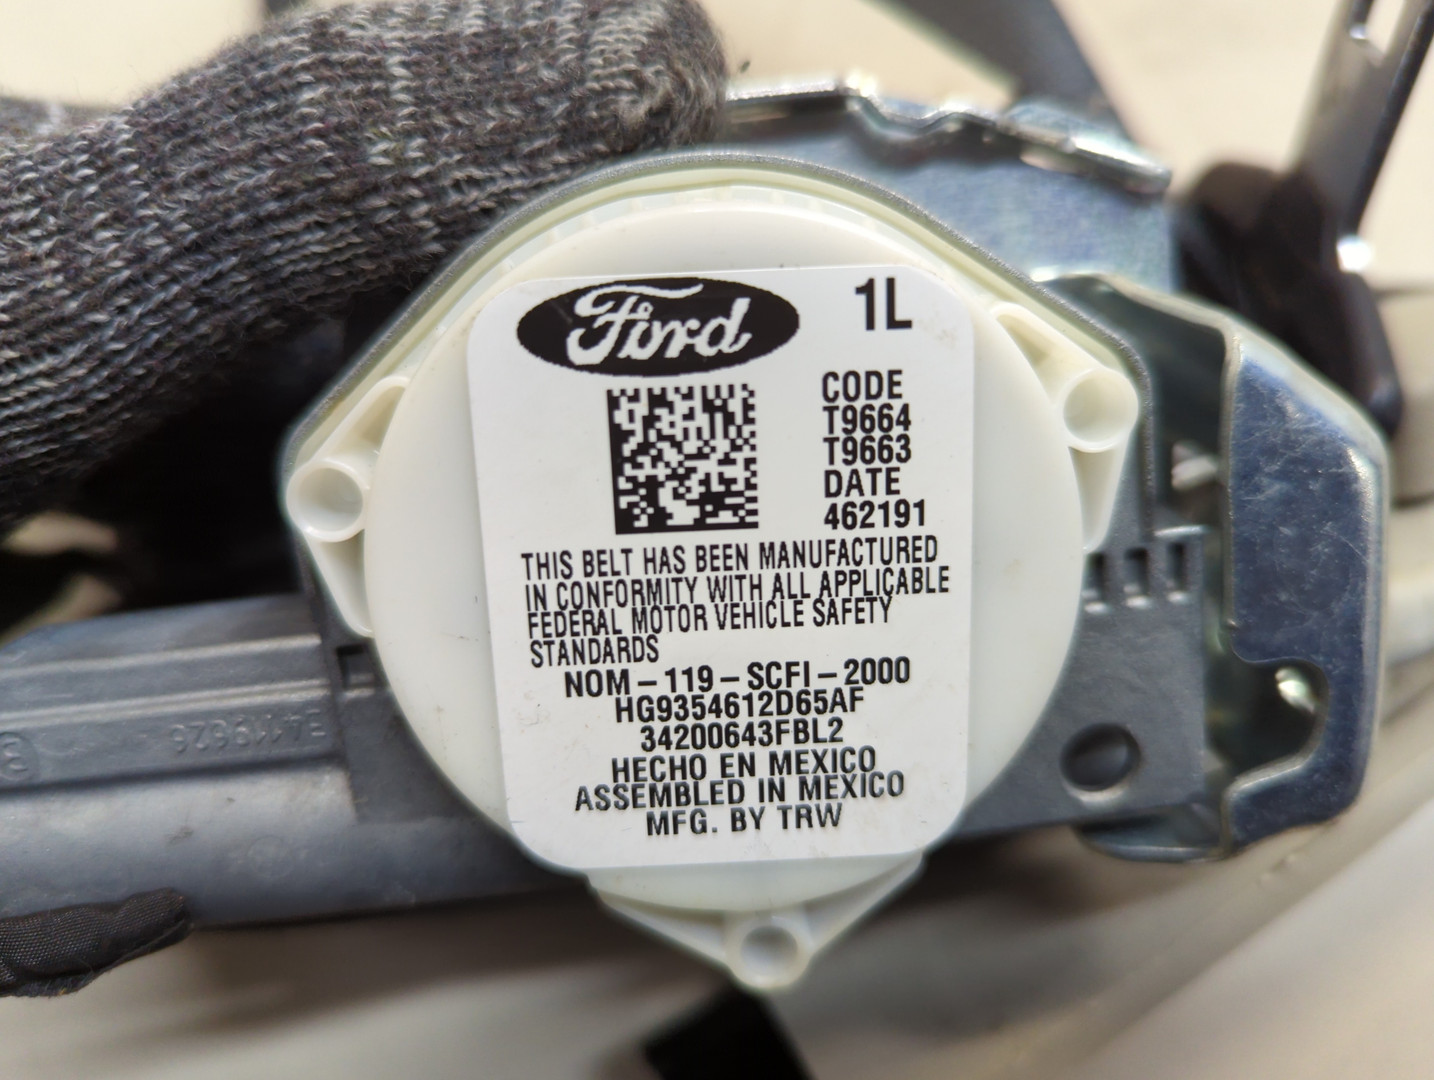 Ford
1L
CODE
T9664
T9663
DATE
462191
THIS BELT HAS BEEN MANUFACTURED
IN CONFORMITY WITH ALL APPLICABLE
FEDERAL MOTOR VEHICLE SAFETY
STANDARDS
NOM-119-SCFI-2000
HG9354612D65AF
34200643FBL2
HECHO EN MEXICO
ASSEMBLED IN MEXICO
MFG. BY TRW